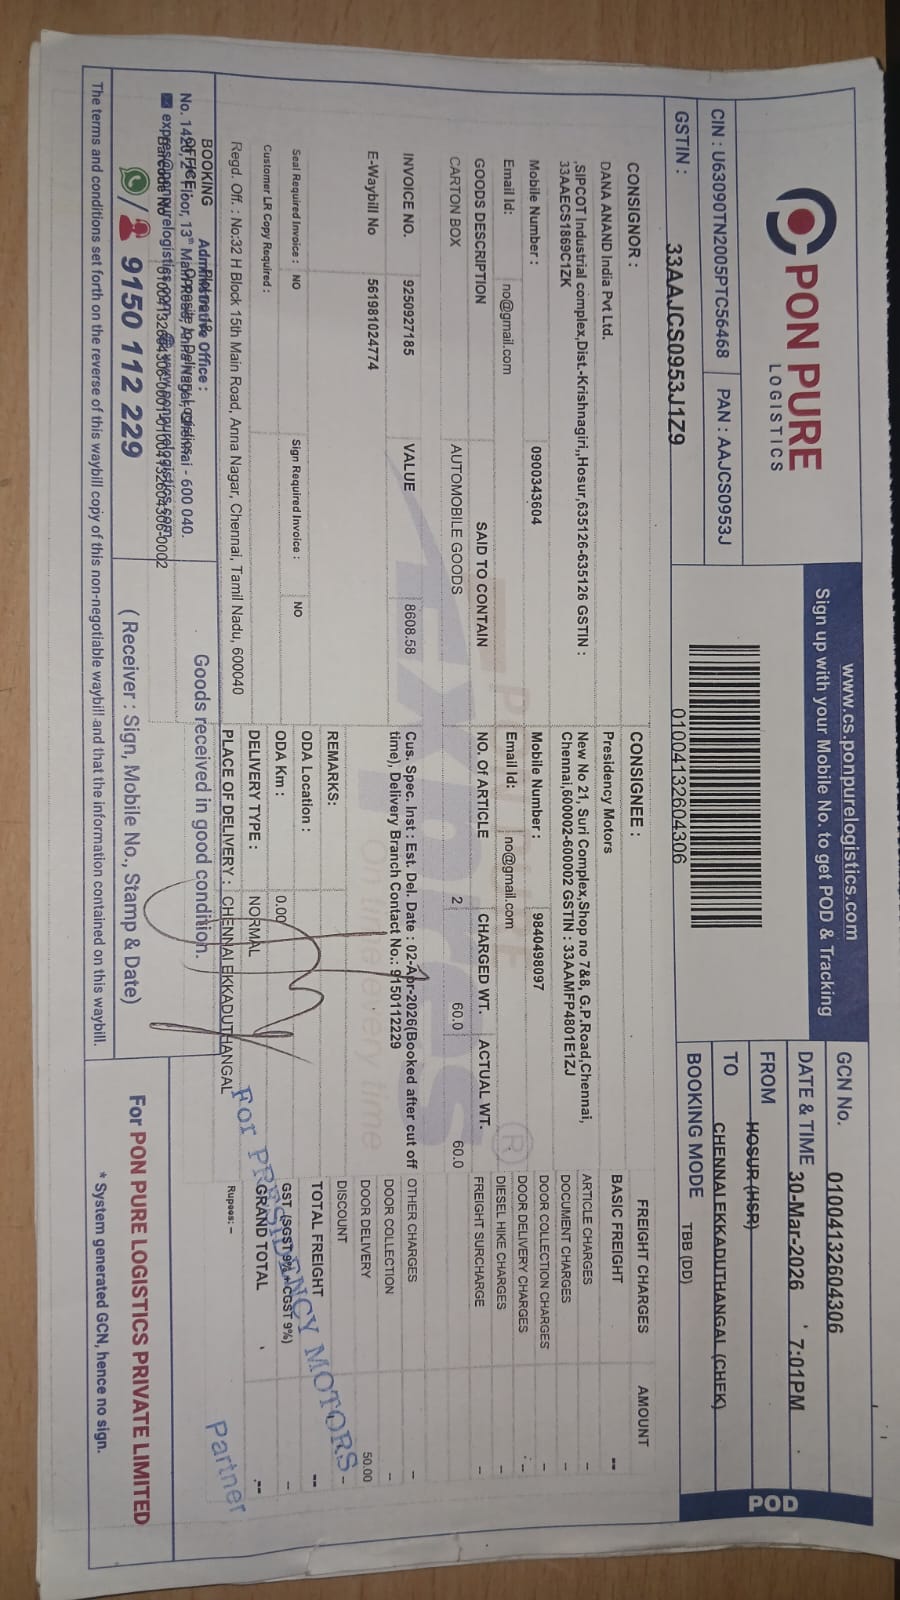 PON PURE
LOGISTICS
www.cs.ponpurelogistics.com
Sign up with your Mobile No. to get POD & Tracking
GCN No. 01004132604306
DATE & TIME 30-Mar-2026 7:01PM
FROM HOSUR (HSR)
TO CHENNAI EKKADUTHANGAL (CHEK)
BOOKING MODE TBB (DD)
POD
CIN : U63090TN2005PTC56468 PAN : AAJCS0953J
GSTIN : 33AAJCS0953J1Z9
01004132604306
CONSIGNOR :
DANA ANAND India Pvt Ltd.
,SIPCOT Industrial complex,Dist.-Krishnagiri,,Hosur,635126-635126 GSTIN :
33AAECS1869C1ZK
Mobile Number : 0900343604
Email Id: no@gmail.com
CONSIGNEE :
Presidency Motors
New No 21, Suri Complex,Shop no 7&8, G.P.Road,Chennai,
Chennai,600002-600002 GSTIN : 33AAMFP4801E1ZJ
Mobile Number : 9840498097
Email Id: no@gmail.com
FREIGHT CHARGES AMOUNT
BASIC FREIGHT --
ARTICLE CHARGES -
DOCUMENT CHARGES -
DOOR COLLECTION CHARGES -
DOOR DELIVERY CHARGES -
DIESEL HIKE CHARGES -
FREIGHT SURCHARGE -
OTHER CHARGES -
DOOR COLLECTION -
DOOR DELIVERY 50.00
DISCOUNT -
TOTAL FREIGHT --
GST (SGST 9% + CGST 9%) -
GRAND TOTAL --
Rupees: -
GOODS DESCRIPTION SAID TO CONTAIN NO. Of ARTICLE CHARGED WT. ACTUAL WT.
CARTON BOX AUTOMOBILE GOODS 2 60.0 60.0
INVOICE NO. 9250927185 VALUE 8608.58
E-Waybill No 561981024774
Cus. Spec. Inst : Est. Del. Date : 02-Apr-2026(Booked after cut off
time), Delivery Branch Contact No.: 9150112229
REMARKS:
ODA Location :
ODA Km : 0.00
DELIVERY TYPE : NORMAL
PLACE OF DELIVERY : CHENNAI EKKADUTHANGAL
Seal Required Invoice : NO Sign Required Invoice : NO
Customer LR Copy Required :
Regd. Off. : No:32 H Block 15th Main Road, Anna Nagar, Chennai, Tamil Nadu, 600040
BOOKING OFFICE
Administrative Office :
Chennai - 600 040.
9150 112 229
Goods received in good condition.
( Receiver : Sign, Mobile No., Stamp & Date)
For PRESIDENCY MOTORS
Partner
For PON PURE LOGISTICS PRIVATE LIMITED
* System generated GCN, hence no sign.
The terms and conditions set forth on the reverse of this waybill copy of this non-negotiable waybill and that the information contained on this waybill.